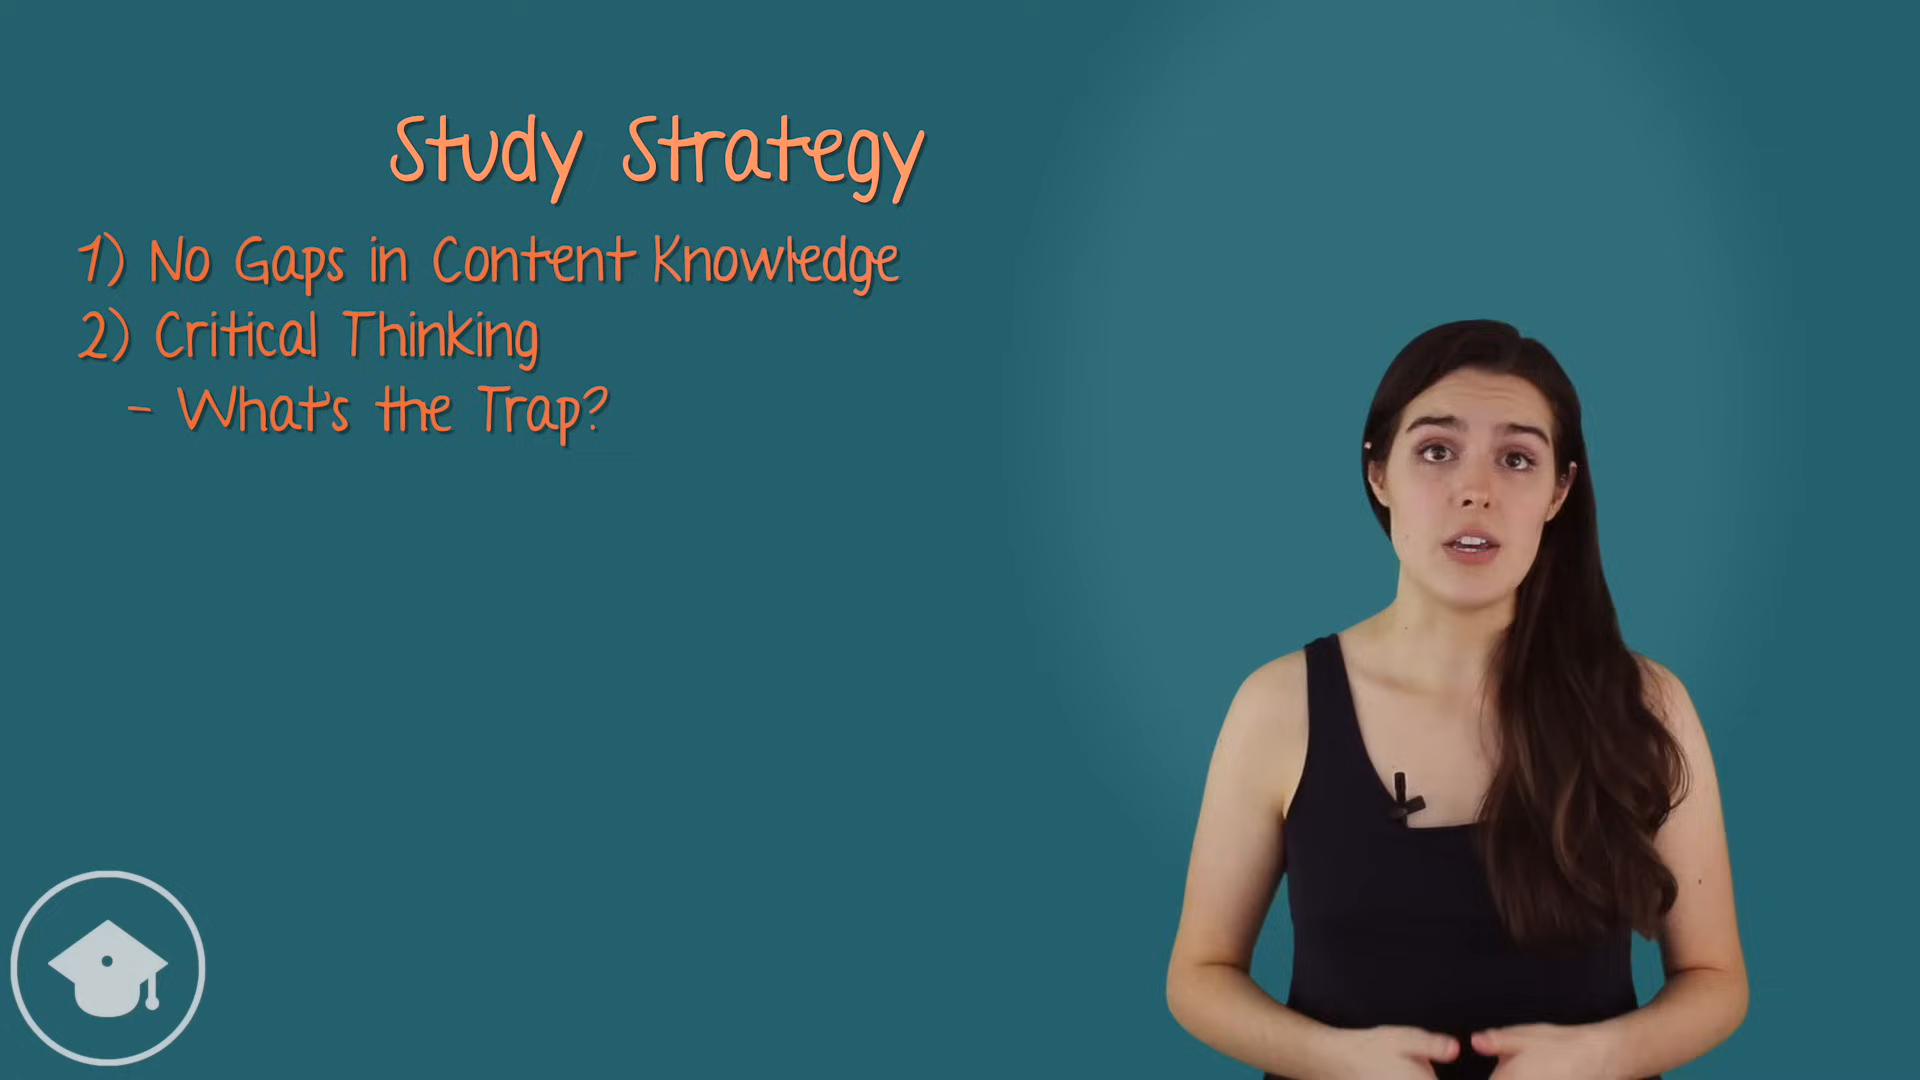 Study Strategy
1) No Gaps in Content Knowledge
2) Critical Thinking
- What's the Trap?